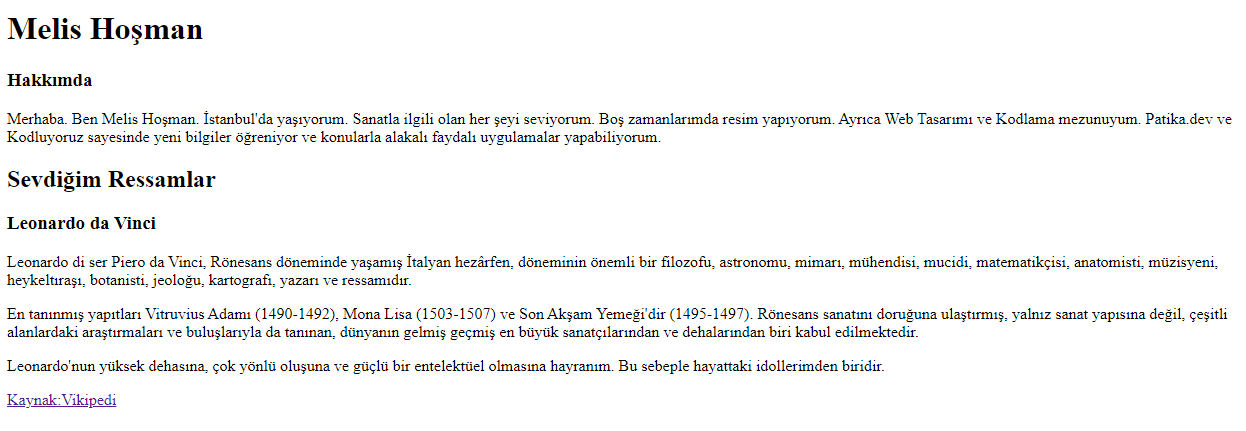 Melis Hoşman
Hakkımda
Merhaba. Ben Melis Hoşman. İstanbul'da yaşıyorum. Sanatla ilgili olan her şeyi seviyorum. Boş zamanlarımda resim yapıyorum. Ayrıca Web Tasarımı ve Kodlama mezunuyum. Patika.dev ve
Kodluyoruz sayesinde yeni bilgiler öğreniyor ve konularla alakalı faydalı uygulamalar yapabiliyorum.
Sevdiğim Ressamlar
Leonardo da Vinci
Leonardo di ser Piero da Vinci, Rönesans döneminde yaşamış İtalyan hezârfen, döneminin önemli bir filozofu, astronomu, mimarı, mühendisi, mucidi, matematikçisi, anatomisti, müzisyeni,
heykeltıraşı, botanisti, jeoloğu, kartografı, yazarı ve ressamıdır.
En tanınmış yapıtları Vitruvius Adamı (1490-1492), Mona Lisa (1503-1507) ve Son Akşam Yemeği'dir (1495-1497). Rönesans sanatını doruğuna ulaştırmış, yalnız sanat yapısına değil, çeşitli
alanlardaki araştırmaları ve buluşlarıyla da tanınan, dünyanın gelmiş geçmiş en büyük sanatçılarından ve dehalarından biri kabul edilmektedir.
Leonardo'nun yüksek dehasına, çok yönlü oluşuna ve güçlü bir entelektüel olmasına hayranım. Bu sebeple hayattaki idollerimden biridir.
Kaynak:Vikipedi